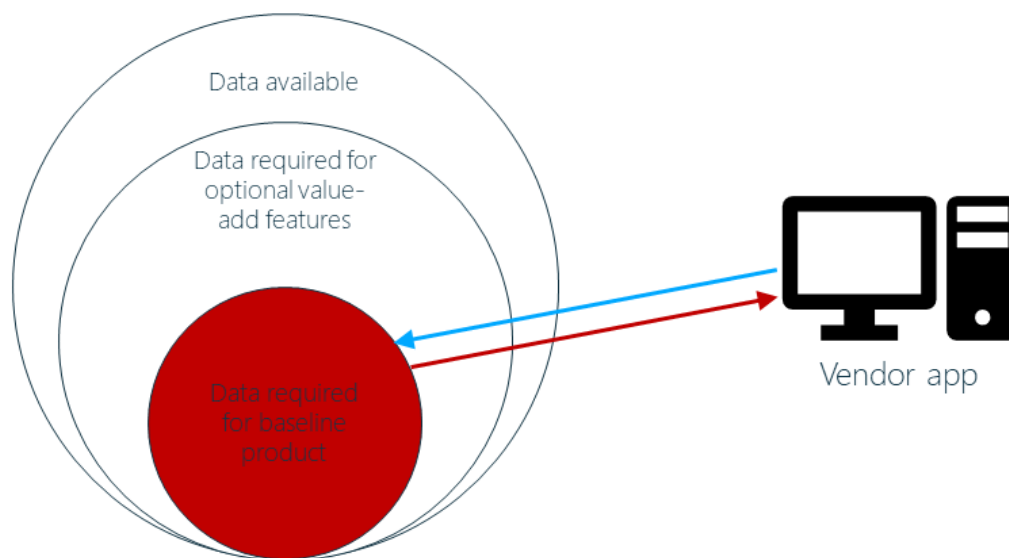 Data available
Data required for
optional value-
add features
Data required
for baseline
product
Vendor app